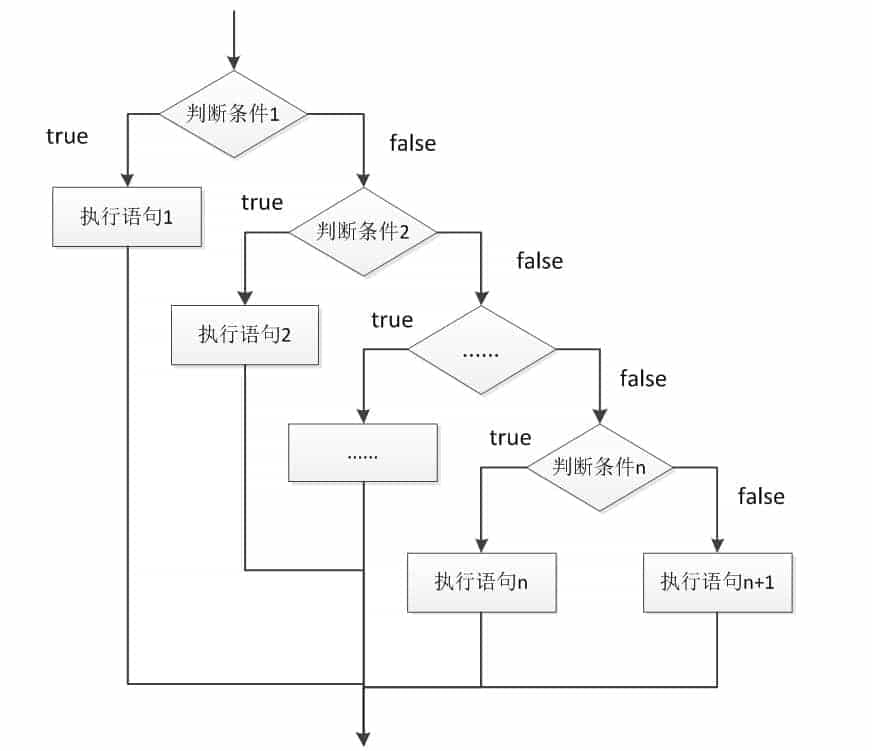 判断条件1
true
false
执行语句1
true
判断条件2
false
执行语句2
true
......
false
......
true
判断条件n
false
执行语句n
执行语句n+1